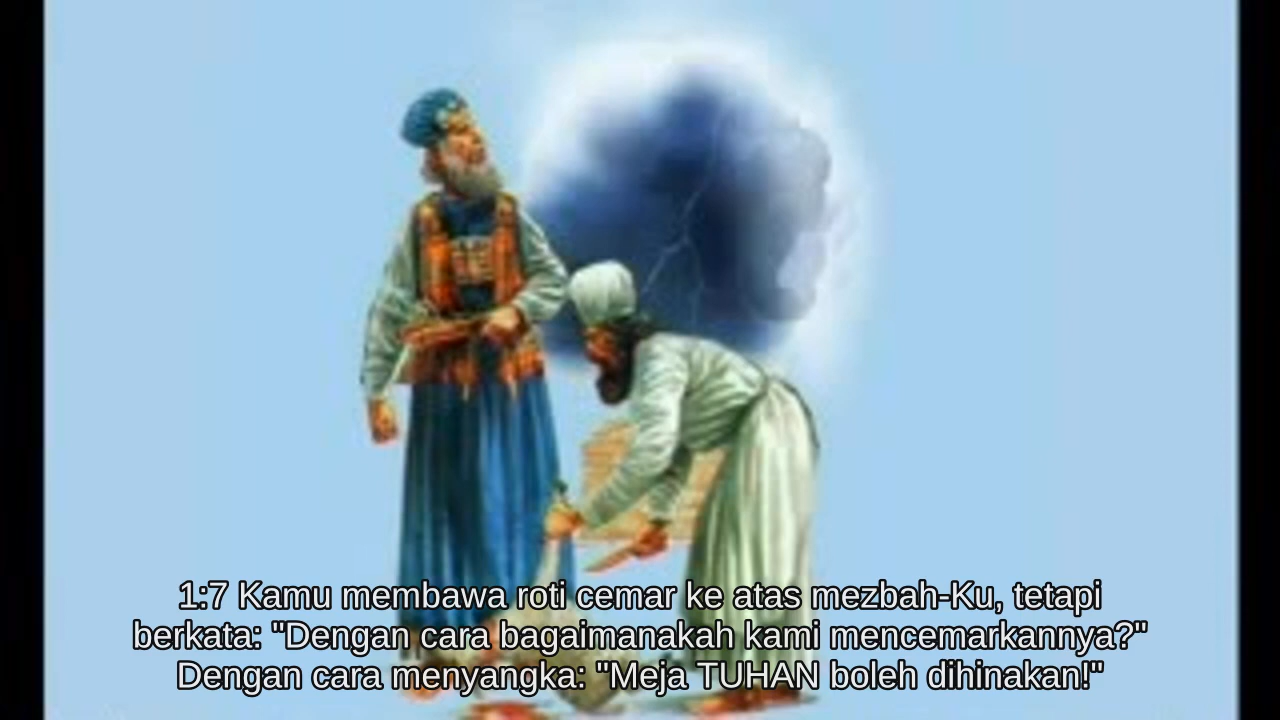 1:7 Kamu membawa roti cemar ke atas mezbah-Ku, tetapi
berkata: "Dengan cara bagaimanakah kami mencemarkannya?"
Dengan cara menyangka: "Meja TUHAN boleh dihinakan!"